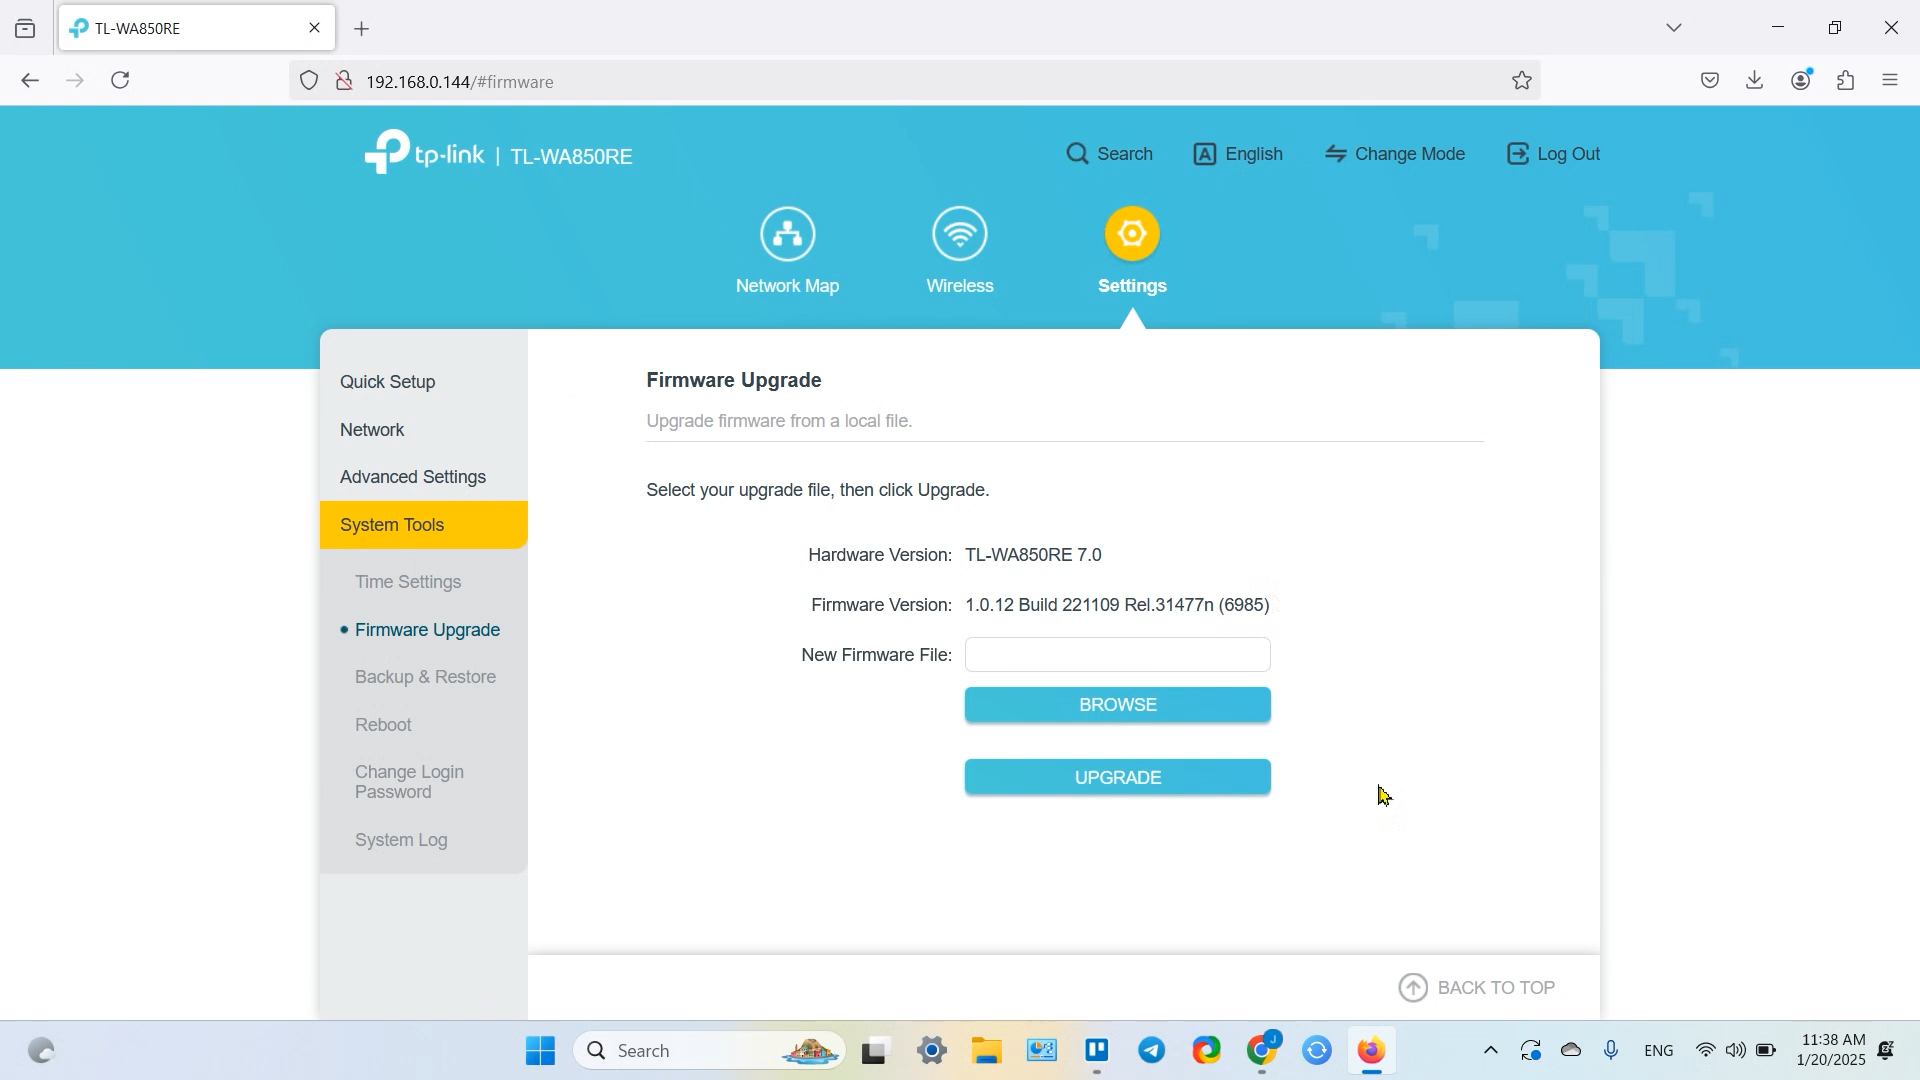 TL-WA850RE
192.168.0.144/#firmware
tp-link | TL-WA850RE
Search
A English
Change Mode
Log Out
Network Map
Wireless
Settings
Quick Setup
Network
Advanced Settings
System Tools
Time Settings
Firmware Upgrade
Backup & Restore
Reboot
Change Login
Password
System Log
Firmware Upgrade
Upgrade firmware from a local file.
Select your upgrade file, then click Upgrade.
Hardware Version: TL-WA850RE 7.0
Firmware Version: 1.0.12 Build 221109 Rel.31477n (6985)
New Firmware File:
BROWSE
UPGRADE
BACK TO TOP
Search
J
ENG
11:38 AM
1/20/2025